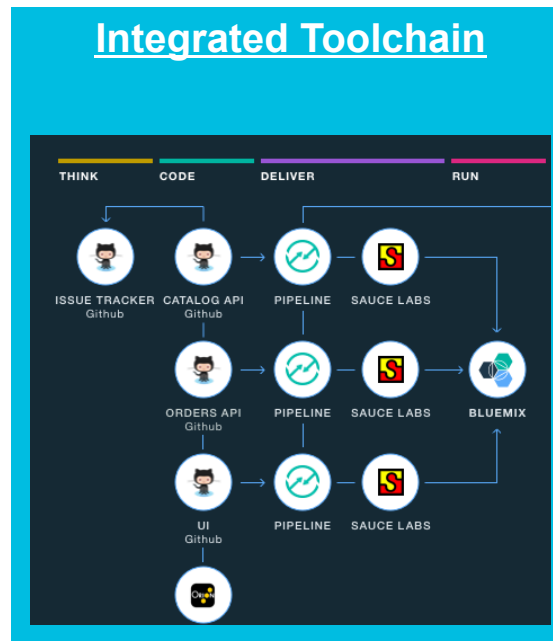 Integrated Toolchain
THINK CODE DELIVER RUN
ISSUE TRACKER CATALOG API PIPELINE SAUCE LABS
Github Github
ORDERS API PIPELINE SAUCE LABS BLUEMIX
Github
UI PIPELINE SAUCE LABS
Github
ORION